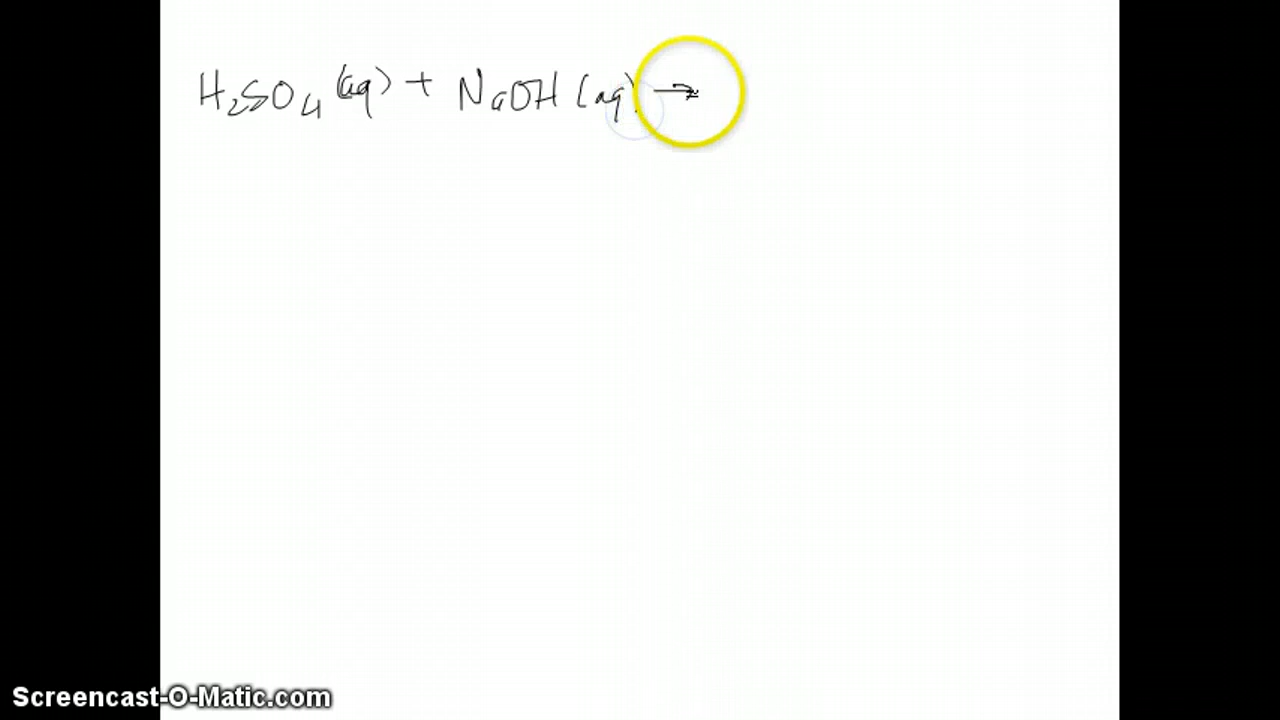 H₂SO₄ (aq) + NaOH (aq) →
Screencast-O-Matic.com